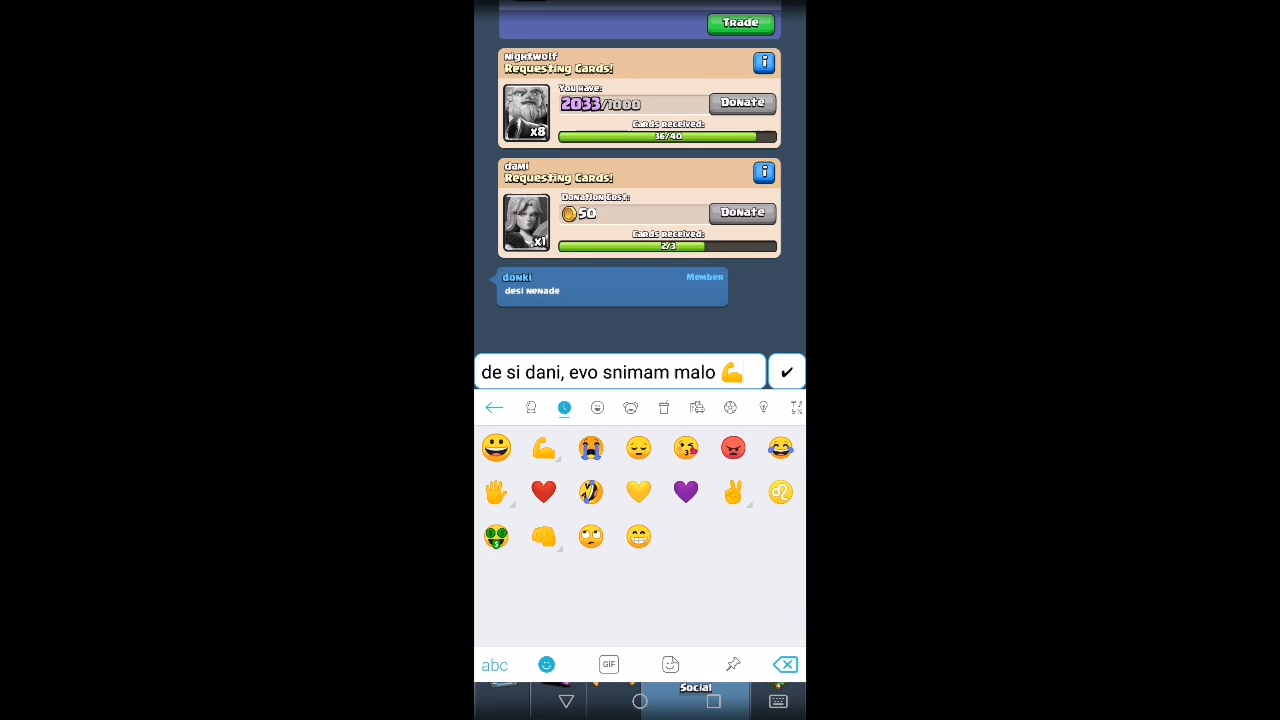 Trade
Nightwolf
Requesting Cards!
You have:
2033/1000
Donate
x8
Cards Received:
36/40
dami
Requesting Cards!
Donation Cost:
50
Donate
x1
Cards Received:
2/3
donki
Member
desi nenade
de si dani, evo snimam malo 💪
abc
GIF
Social